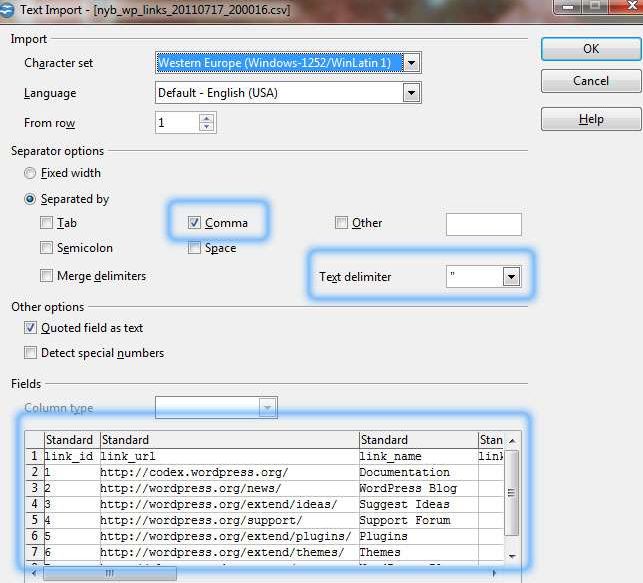 Text Import - [nyb_wp_links_20110717_200016.csv]
Import
Character set Western Europe (Windows-1252/WinLatin 1)
Language Default - English (USA)
From row 1
OK
Cancel
Help
Separator options
Fixed width
Separated by
Tab Comma Other
Semicolon Space
Merge delimiters Text delimiter "
Other options
Quoted field as text
Detect special numbers
Fields
Column type
Standard Standard Standard Stan
1 link_id link_url link_name link
2 1 http://codex.wordpress.org/ Documentation
3 2 http://wordpress.org/news/ WordPress Blog
4 3 http://wordpress.org/extend/ideas/ Suggest Ideas
5 4 http://wordpress.org/support/ Support Forum
6 5 http://wordpress.org/extend/plugins/ Plugins
7 6 http://wordpress.org/extend/themes/ Themes